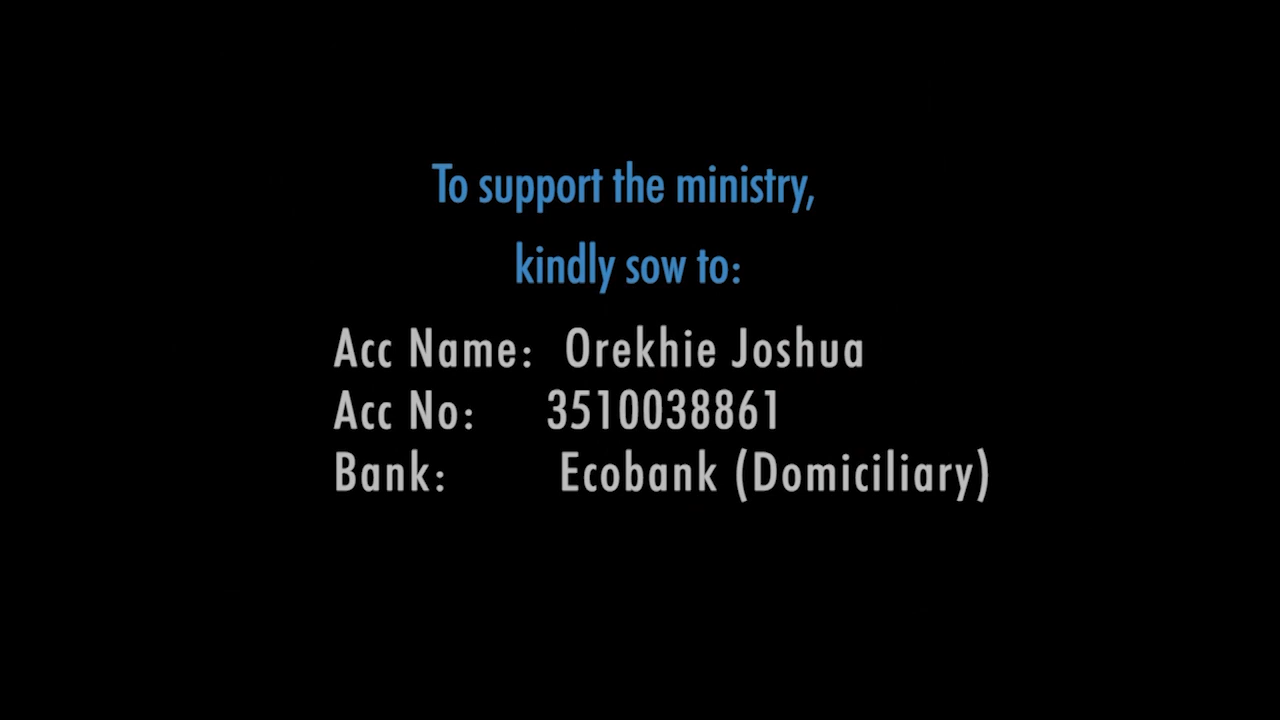 To support the ministry,
kindly sow to:
Acc Name: Orekhie Joshua
Acc No: 3510038861
Bank: Ecobank (Domiciliary)